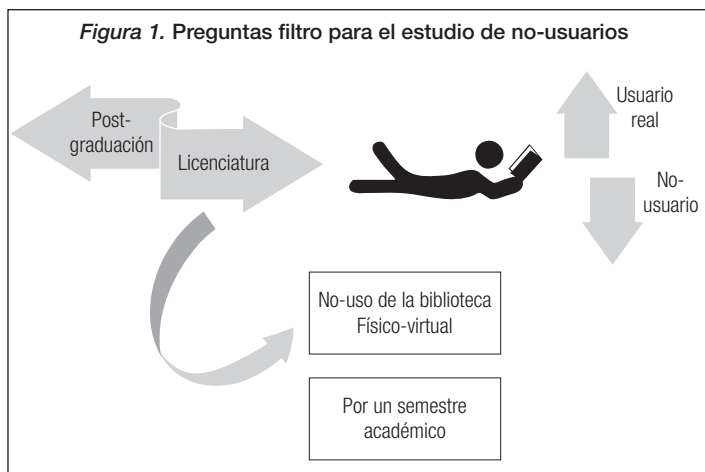 Figura 1. Preguntas filtro para el estudio de no-usuarios
Post-
graduación
Licenciatura
Usuario
real
No-
usuario
No-uso de la biblioteca
Físico-virtual
Por un semestre
académico